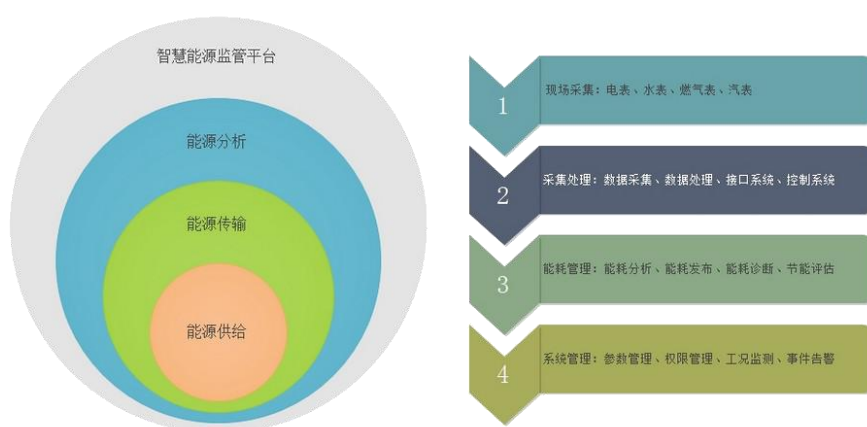 智慧能源监管平台
能源分析
能源传输
能源供给
1
现场采集：电表、水表、燃气表、汽表
2
采集处理：数据采集、数据处理、接口系统、控制系统
3
能耗管理：能耗分析、能耗发布、能耗诊断、节能评估
4
系统管理：参数管理、权限管理、工况监测、事件告警